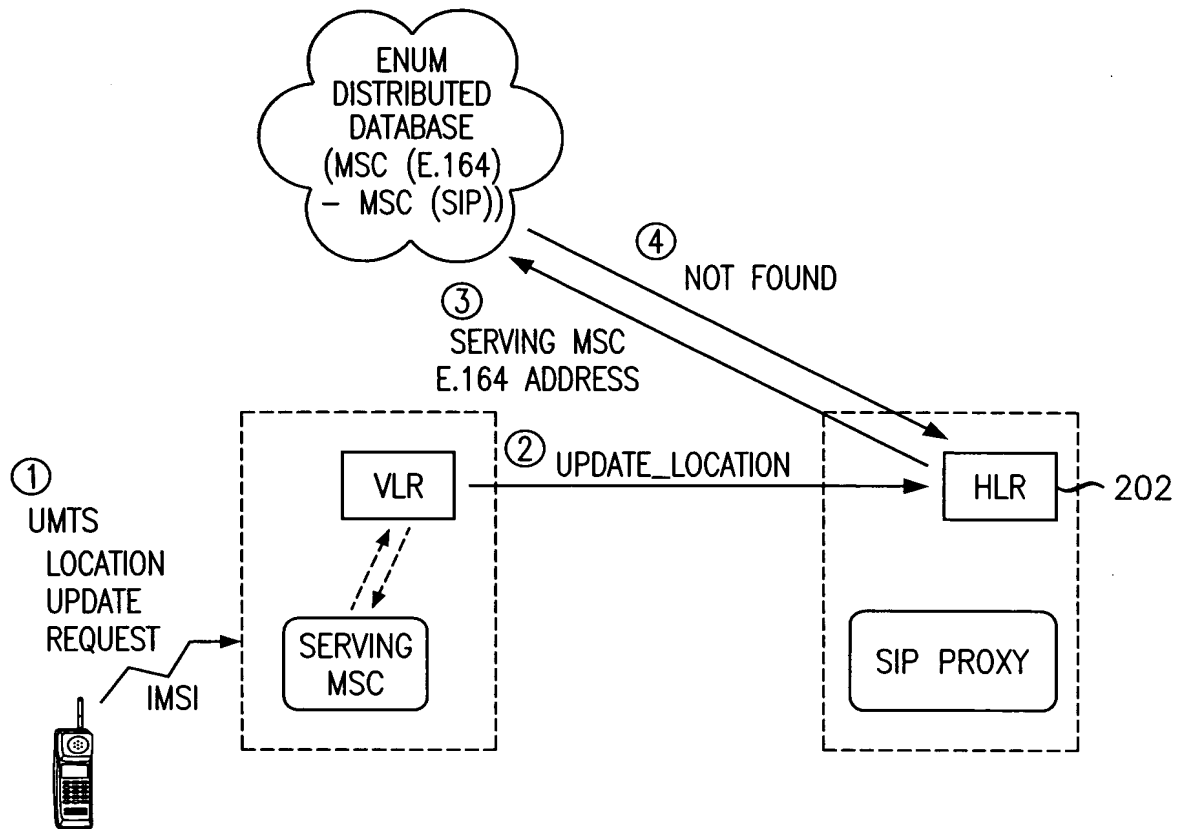 ENUM
DISTRIBUTED
DATABASE
(MSC (E.164)
– MSC (SIP))
④
NOT FOUND
③
SERVING MSC
E.164 ADDRESS
①
UMTS
LOCATION
UPDATE
REQUEST
IMSI
VLR
②
UPDATE_LOCATION
HLR
202
SERVING
MSC
SIP PROXY